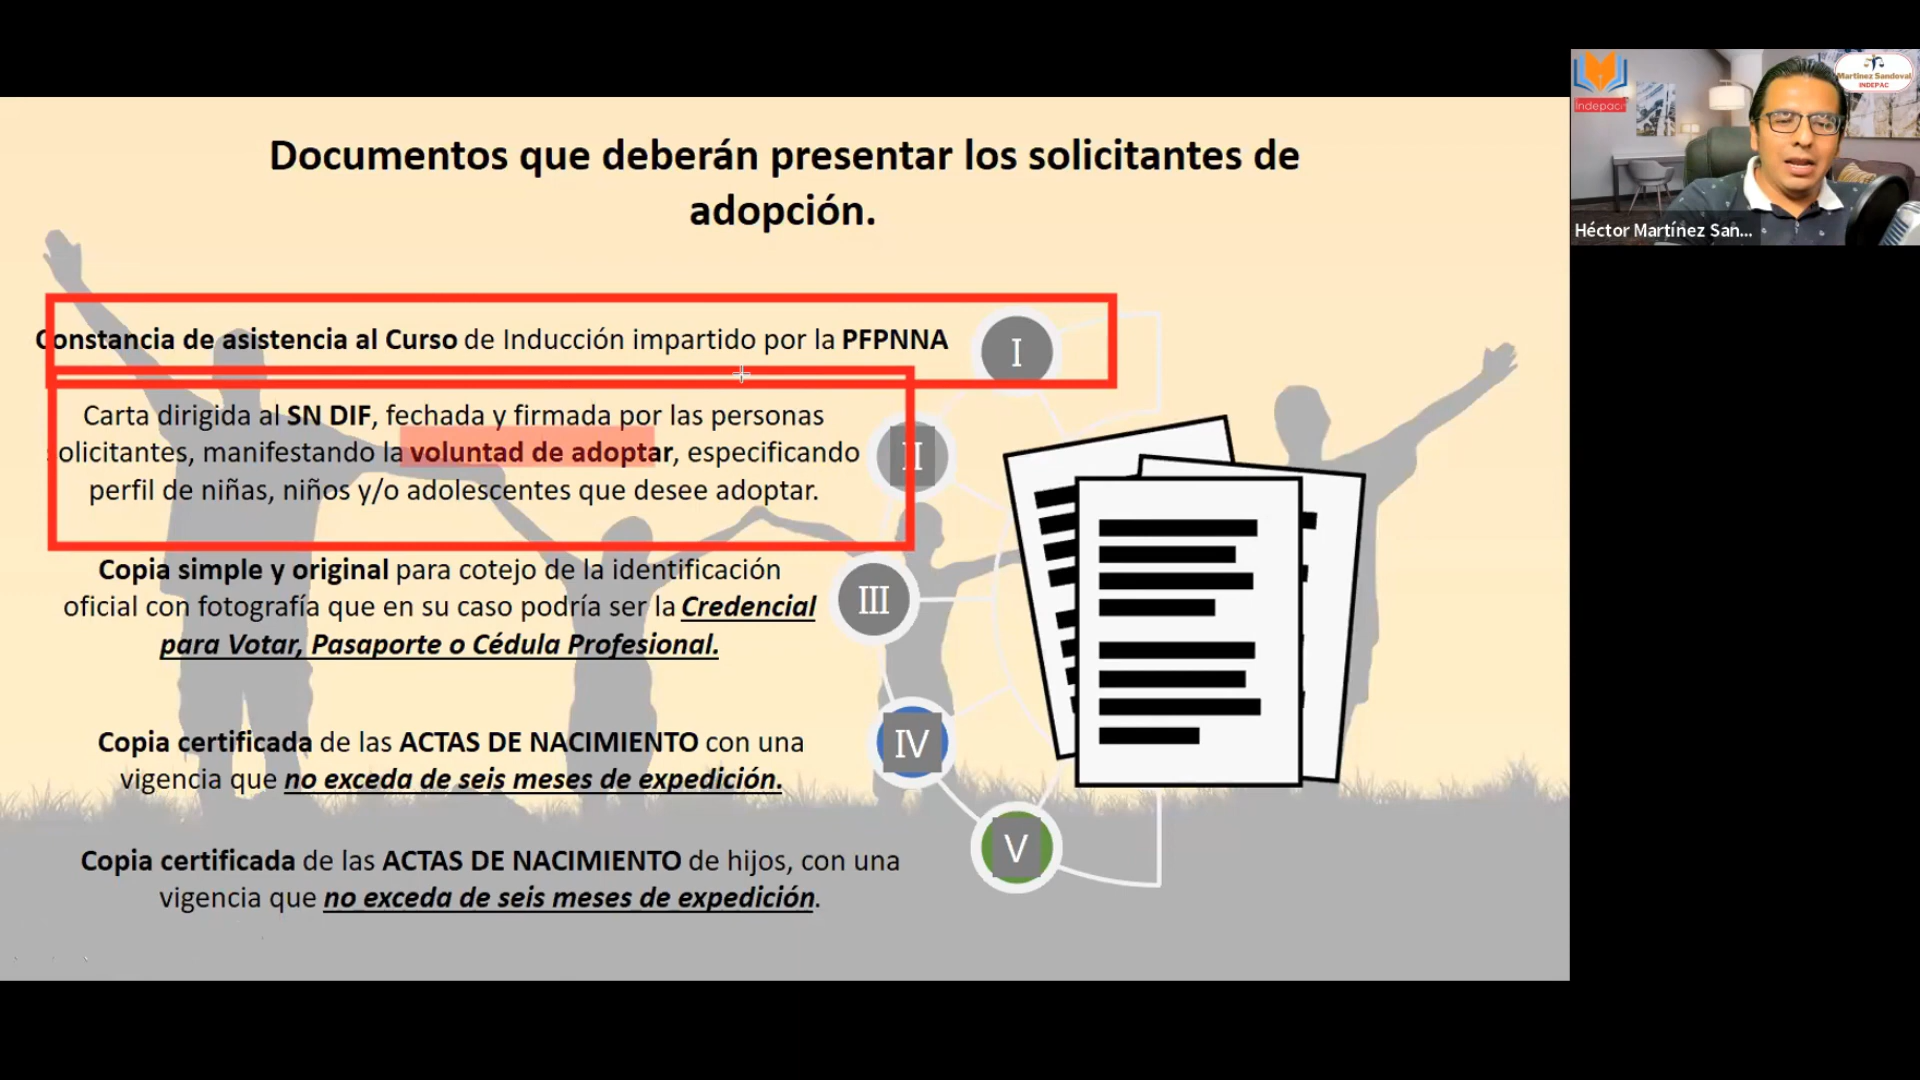 Documentos que deberán presentar los solicitantes de
adopción.
Constancia de asistencia al Curso de Inducción impartido por la PFPNNA
I
Carta dirigida al SN DIF, fechada y firmada por las personas
solicitantes, manifestando la voluntad de adoptar, especificando
perfil de niñas, niños y/o adolescentes que desee adoptar.
II
Copia simple y original para cotejo de la identificación
oficial con fotografía que en su caso podría ser la Credencial
para Votar, Pasaporte o Cédula Profesional.
III
Copia certificada de las ACTAS DE NACIMIENTO con una
vigencia que no exceda de seis meses de expedición.
IV
Copia certificada de las ACTAS DE NACIMIENTO de hijos, con una
vigencia que no exceda de seis meses de expedición.
V
Indepac
Martínez Sandoval
INDEPAC
Héctor Martínez San...